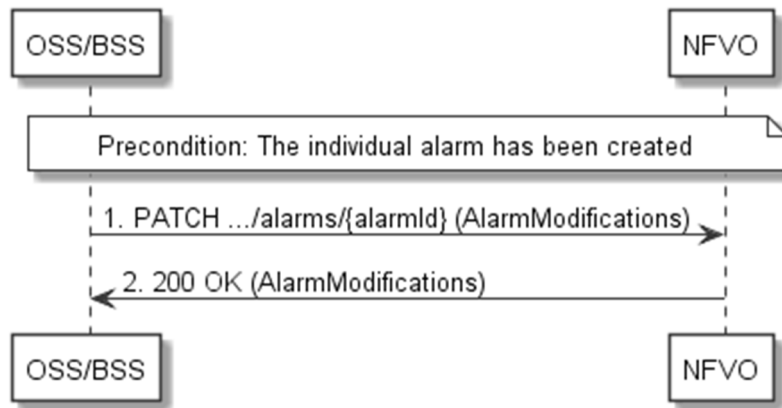 OSS/BSS
NFVO
Precondition: The individual alarm has been created
1. PATCH .../alarms/{alarmId} (AlarmModifications)
2. 200 OK (AlarmModifications)
OSS/BSS
NFVO